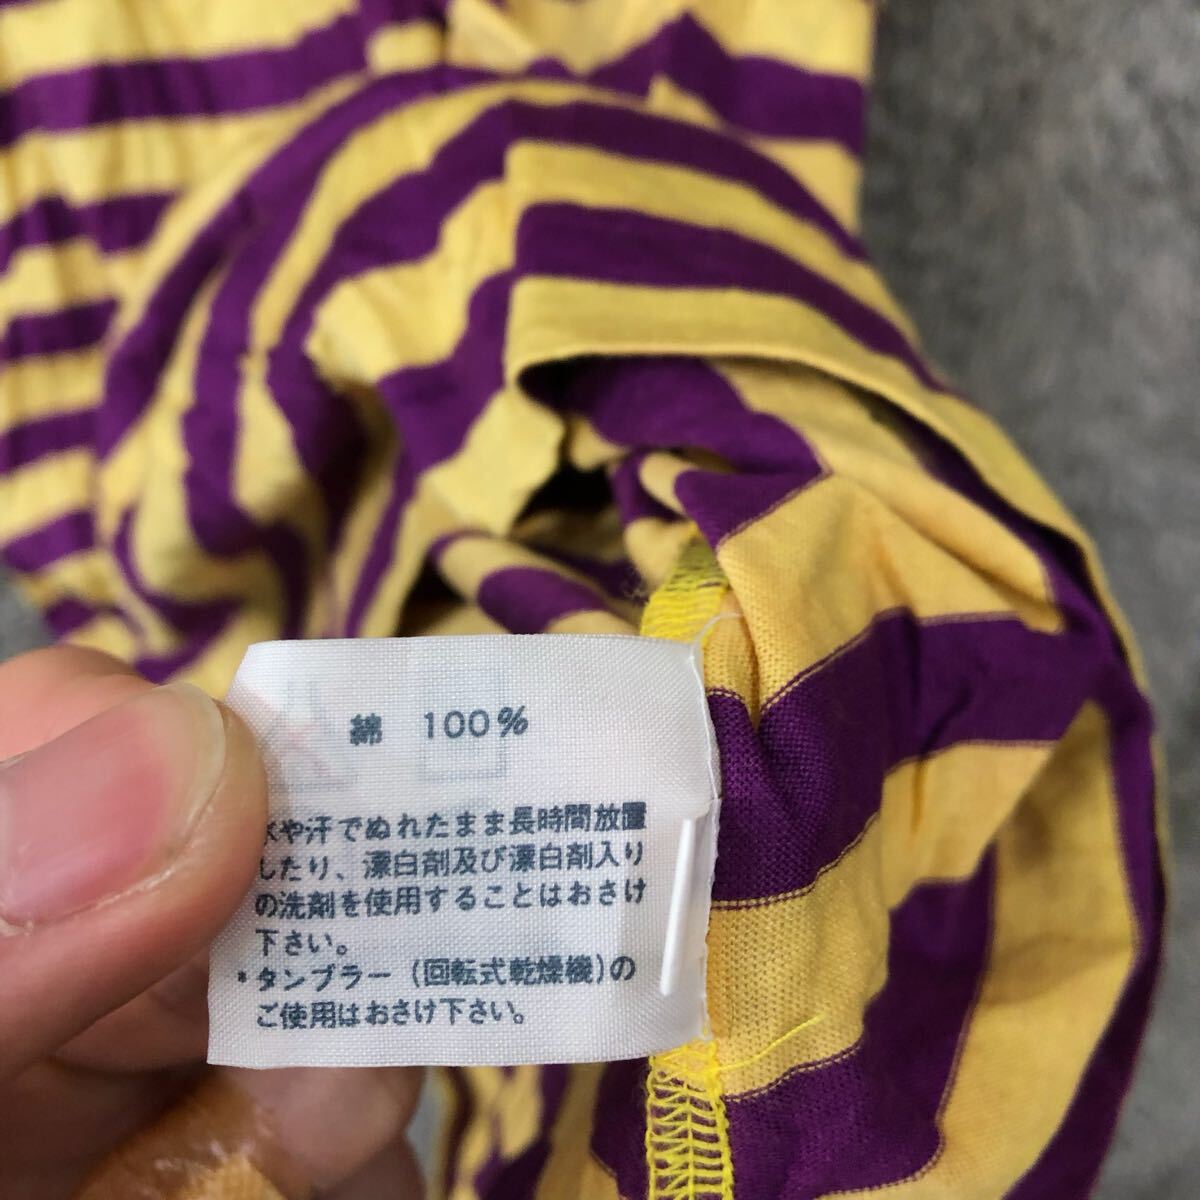 綿 100%
水や汗でぬれたまま長時間放置
したり、漂白剤及び漂白剤入り
の洗剤を使用することはおさけ
下さい。
*タンブラー(回転式乾燥機)の
ご使用はおさけ下さい。